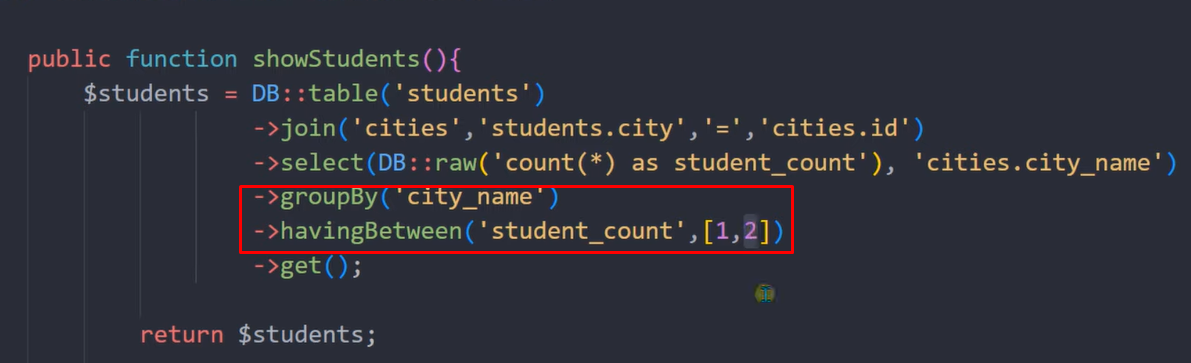 public function showStudents(){
$students = DB::table('students')
->join('cities','students.city','=','cities.id')
->select(DB::raw('count(*) as student_count'), 'cities.city_name')
->groupBy('city_name')
->havingBetween('student_count',[1,2])
->get();
return $students;